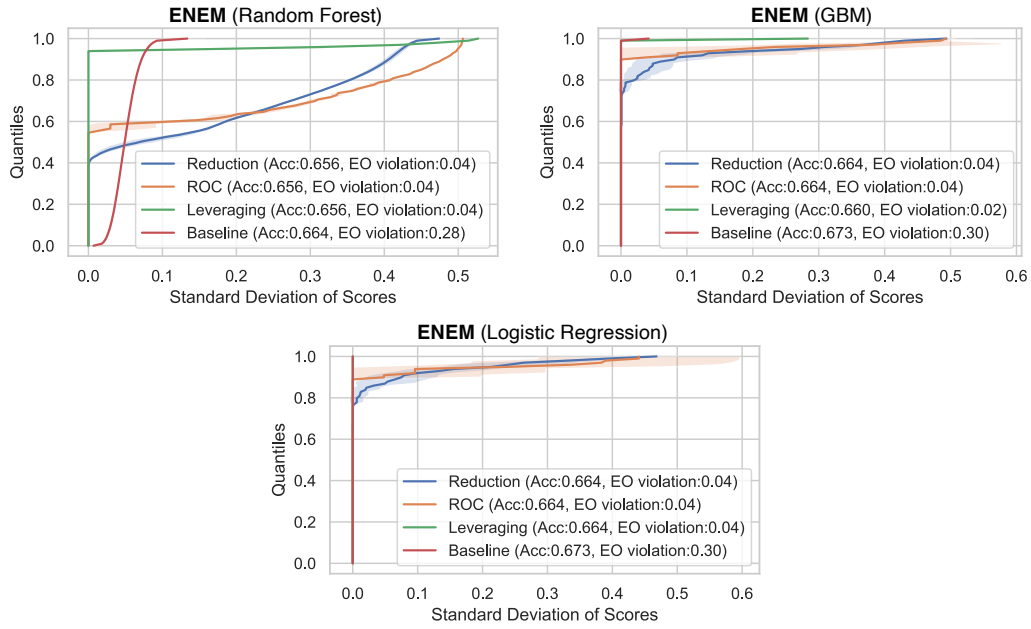 ENEM (Random Forest)
1.0
0.8
0.6
0.4
0.2
0.0
Quantiles
Reduction (Acc:0.656, EO violation:0.04)
ROC (Acc:0.656, EO violation:0.04)
Leveraging (Acc:0.656, EO violation:0.04)
Baseline (Acc:0.664, EO violation:0.28)
0.0 0.1 0.2 0.3 0.4 0.5
Standard Deviation of Scores
ENEM (GBM)
1.0
0.8
0.6
0.4
0.2
0.0
Quantiles
Reduction (Acc:0.664, EO violation:0.04)
ROC (Acc:0.664, EO violation:0.04)
Leveraging (Acc:0.660, EO violation:0.02)
Baseline (Acc:0.673, EO violation:0.30)
0.0 0.1 0.2 0.3 0.4 0.5 0.6
Standard Deviation of Scores
ENEM (Logistic Regression)
1.0
0.8
0.6
0.4
0.2
0.0
Quantiles
Reduction (Acc:0.664, EO violation:0.04)
ROC (Acc:0.664, EO violation:0.04)
Leveraging (Acc:0.664, EO violation:0.04)
Baseline (Acc:0.673, EO violation:0.30)
0.0 0.1 0.2 0.3 0.4 0.5 0.6
Standard Deviation of Scores